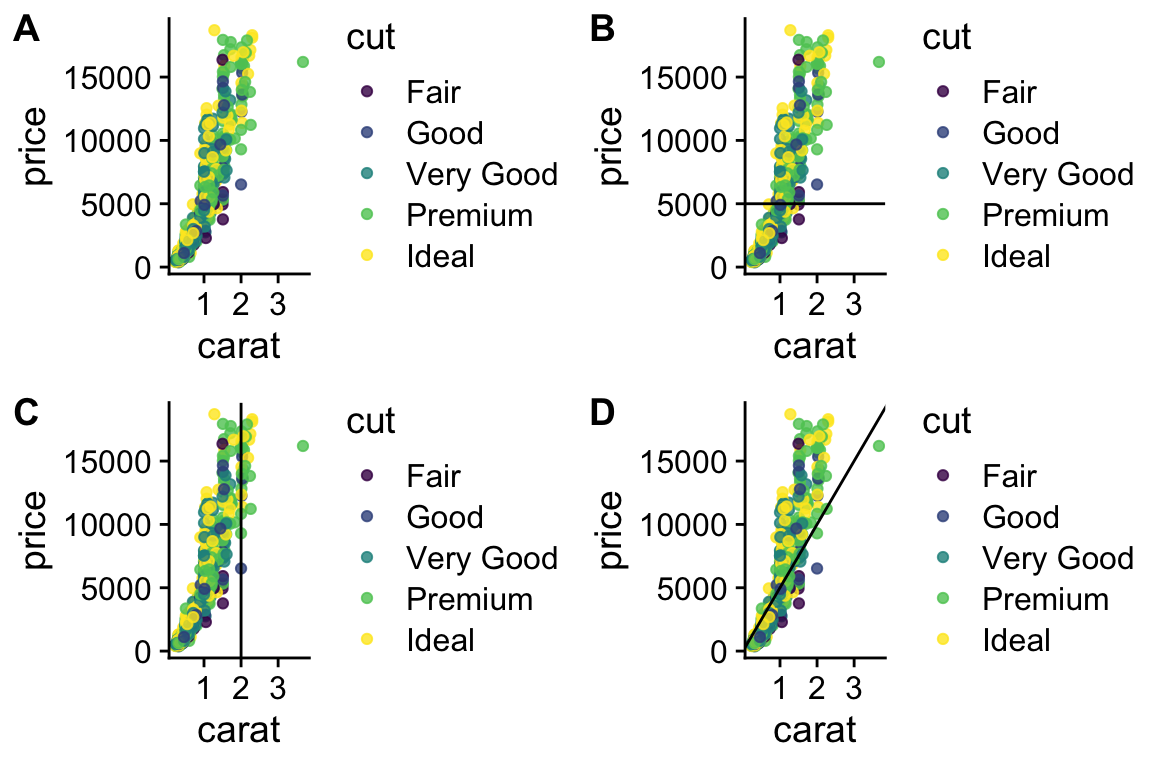 A
cut
Fair
Good
Very Good
Premium
Ideal
price
15000
10000
5000
0
1 2 3
carat
B
cut
Fair
Good
Very Good
Premium
Ideal
price
15000
10000
5000
0
1 2 3
carat
C
cut
Fair
Good
Very Good
Premium
Ideal
price
15000
10000
5000
0
1 2 3
carat
D
cut
Fair
Good
Very Good
Premium
Ideal
price
15000
10000
5000
0
1 2 3
carat